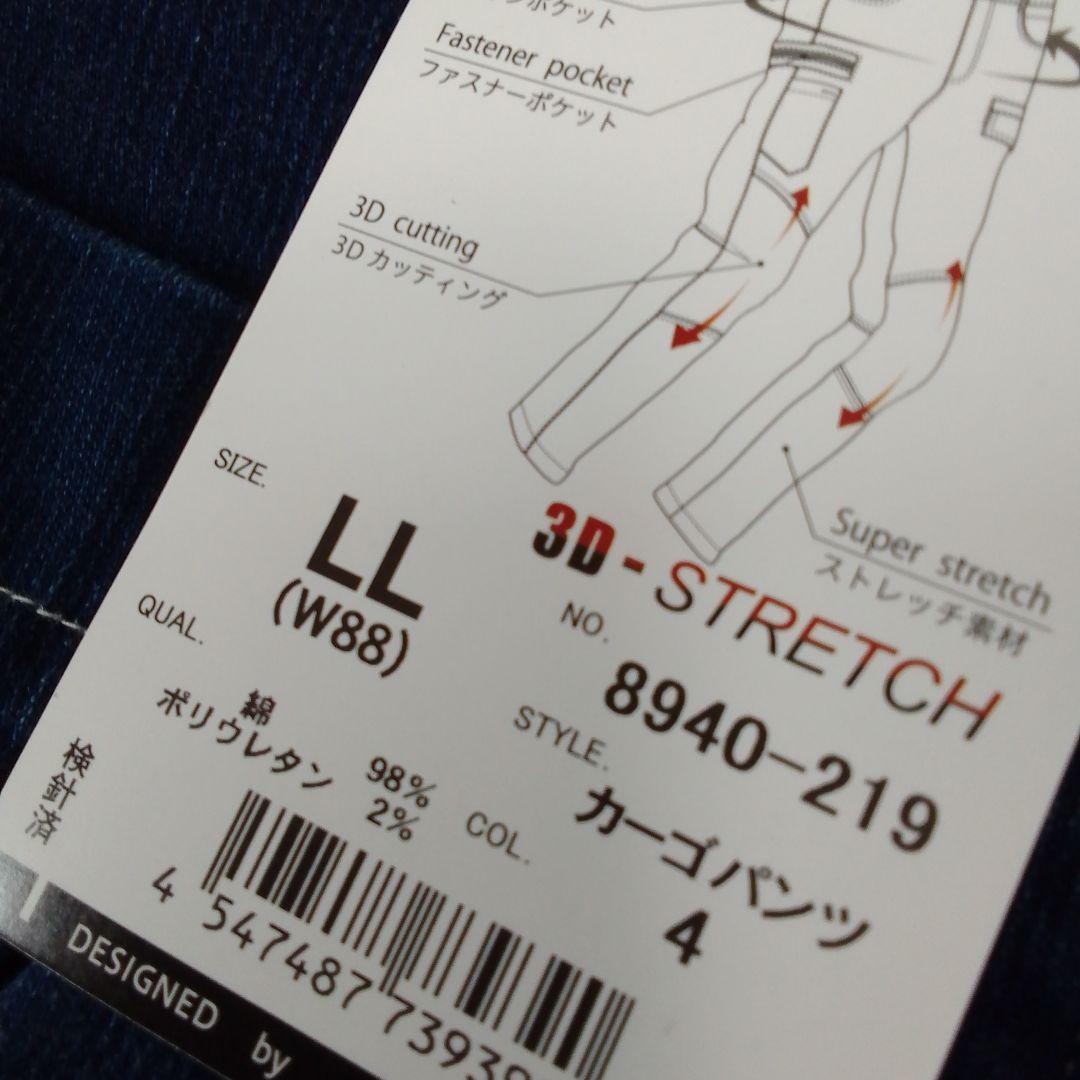 Fastener pocket
ファスナーポケット
3D cutting
3Dカッティング
Super stretch
ストレッチ素材
3D-STRETCH
SIZE.
LL
(W88)
NO.
8940-219
QUAL.
綿 98%
ポリウレタン 2%
STYLE.
カーゴパンツ
COL.
4
検針済
4 547487 7393
DESIGNED by